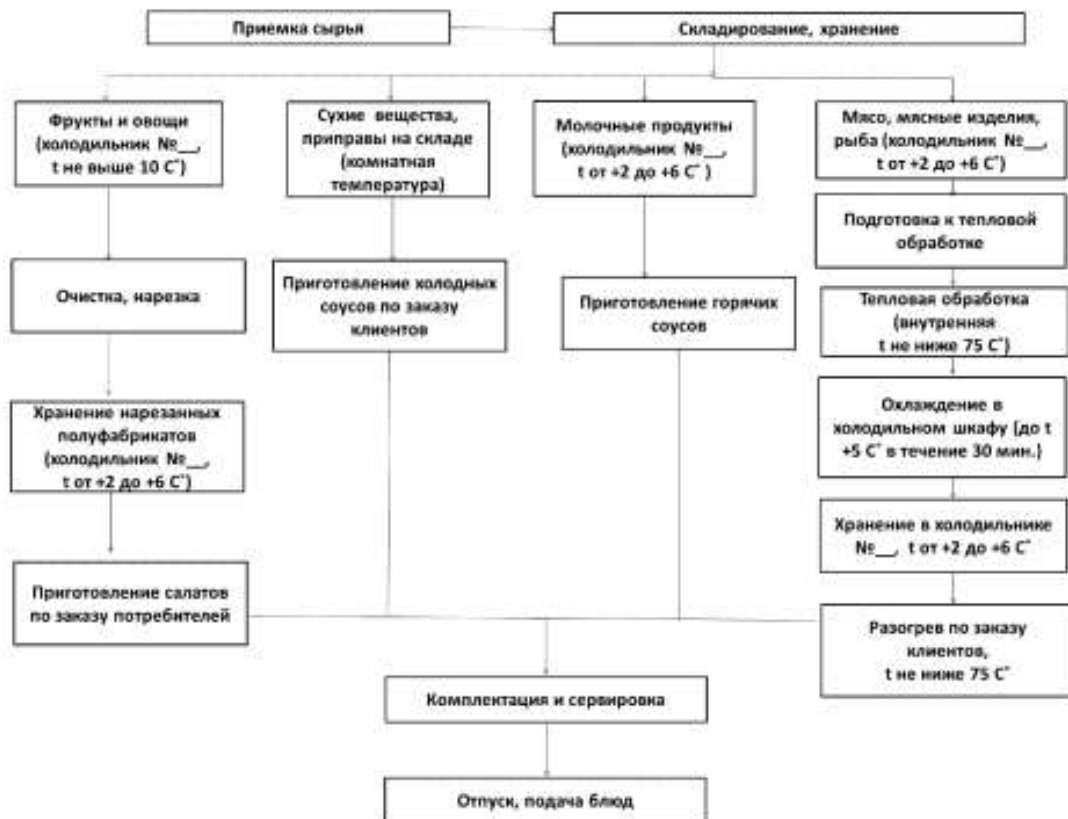 Приемка сырья
Складирование, хранение
Фрукты и овощи
(холодильник №__,
t не выше 10 С˚)
Сухие вещества,
приправы на складе
(комнатная
температура)
Молочные продукты
(холодильник №__,
t от +2 до +6 С˚ )
Мясо, мясные изделия,
рыба (холодильник №__,
t от +2 до +6 С˚)
Подготовка к тепловой
обработке
Очистка, нарезка
Приготовление холодных
соусов по заказу
клиентов
Приготовление горячих
соусов
Тепловая обработка
(внутренняя
t не ниже 75 С˚)
Хранение нарезанных
полуфабрикатов
(холодильник №__,
t от +2 до +6 С˚)
Охлаждение в
холодильном шкафу (до t
+5 С˚ в течение 30 мин.)
Хранение в холодильнике
№__, t от +2 до +6 С˚
Приготовление салатов
по заказу потребителей
Разогрев по заказу
клиентов,
t не ниже 75 С˚
Комплектация и сервировка
Отпуск, подача блюд